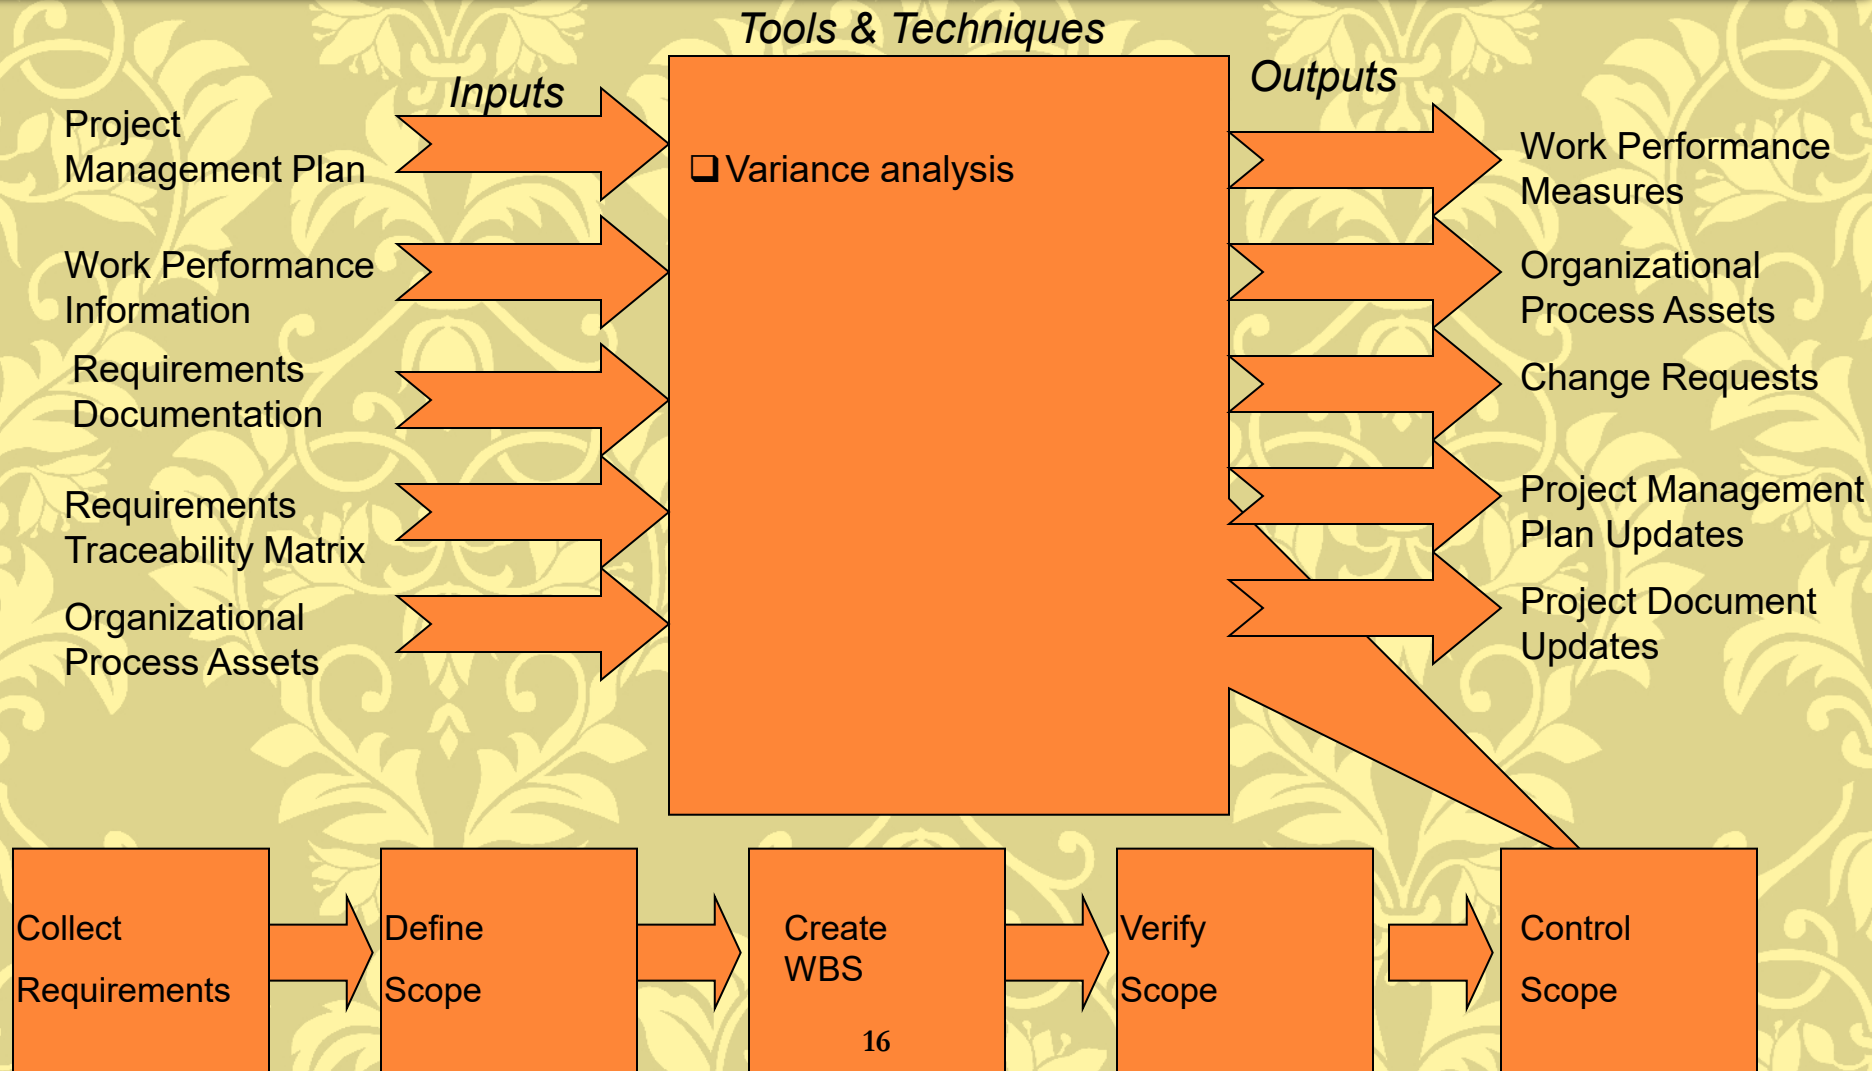 Tools & Techniques
Inputs
Outputs
Project
Management Plan
Work Performance
Information
Requirements
Documentation
Requirements
Traceability Matrix
Organizational
Process Assets
❑ Variance analysis
Work Performance
Measures
Organizational
Process Assets
Change Requests
Project Management
Plan Updates
Project Document
Updates
Collect
Requirements
Define
Scope
Create
WBS
Verify
Scope
Control
Scope
16